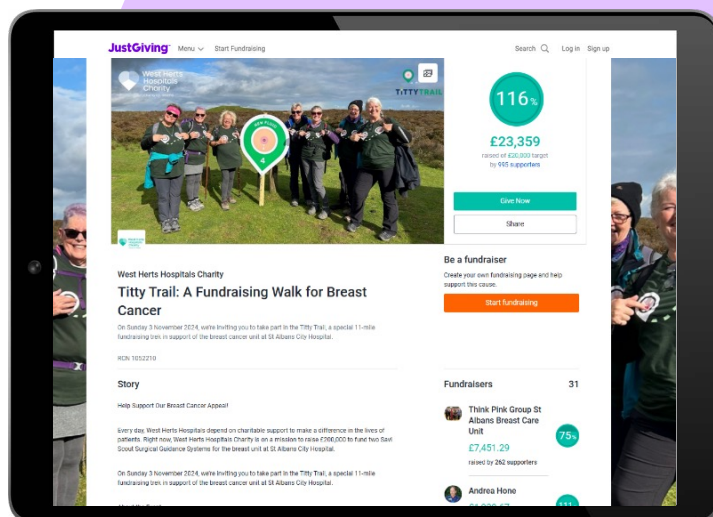 JustGiving
Menu
Start Fundraising
Search
Log in
Sign up
West Herts
Hospitals
Charity
TITTYTRAIL
4
116%
£23,359
raised of £20,000 target
by 995 supporters
Give Now
Share
Be a fundraiser
Create your own fundraising page and help
support this cause.
Start fundraising
West Herts Hospitals Charity
Titty Trail: A Fundraising Walk for Breast
Cancer
On Sunday 3 November 2024, we're inviting you to take part in the Titty Trail, a special 11-mile
fundraising trek in support of the breast cancer unit at St Albans City Hospital.
RCN 1052210
Story
Help Support Our Breast Cancer Appeal!
Every day, West Herts Hospitals depend on charitable support to make a difference in the lives of
patients. Right now, West Herts Hospitals Charity is on a mission to raise £200,000 to fund two Savi
Scout Surgical Guidance Systems for the breast unit at St Albans City Hospital.
On Sunday 3 November 2024, we're inviting you to take part in the Titty Trail, a special 11-mile
fundraising trek in support of the breast cancer unit at St Albans City Hospital.
Fundraisers
31
Think Pink Group St
Albans Breast Care
Unit
£7,451.29
raised by 262 supporters
75%
Andrea Hone